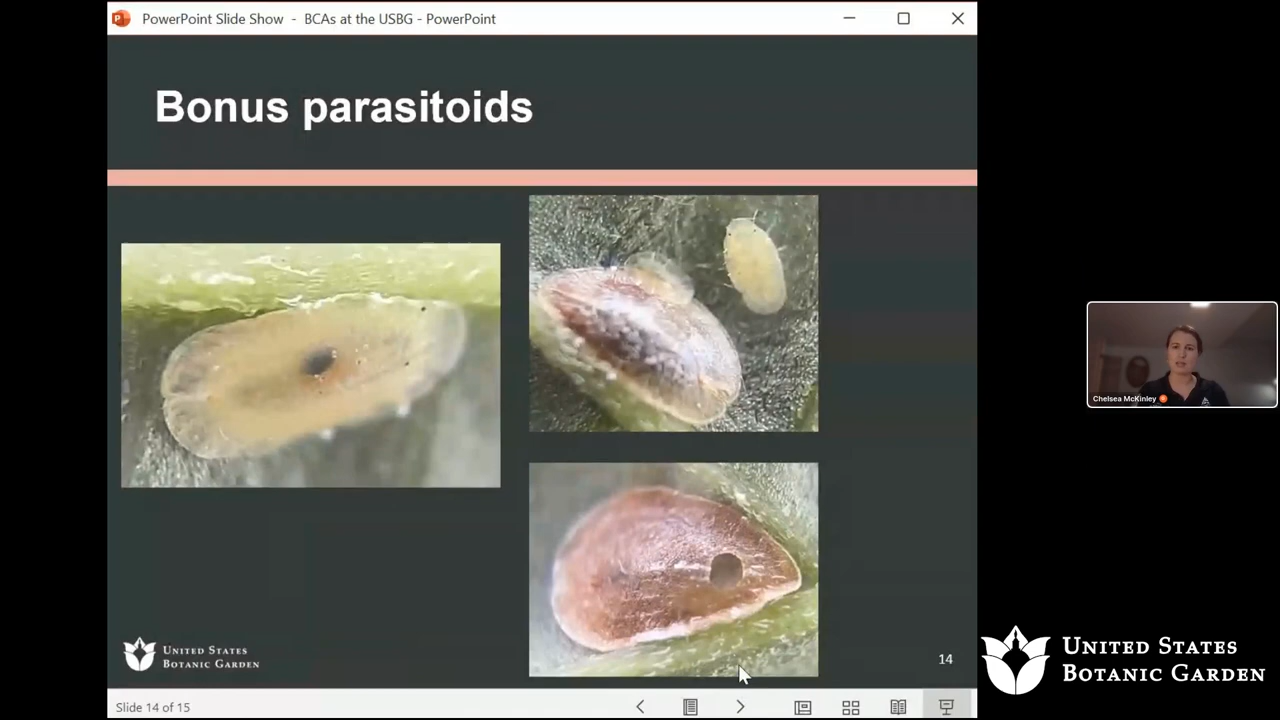 PowerPoint Slide Show - BCAs at the USBG - PowerPoint
Bonus parasitoids
Chelsea McKinley
UNITED STATES
BOTANIC GARDEN
14
UNITED STATES
BOTANIC GARDEN
Slide 14 of 15